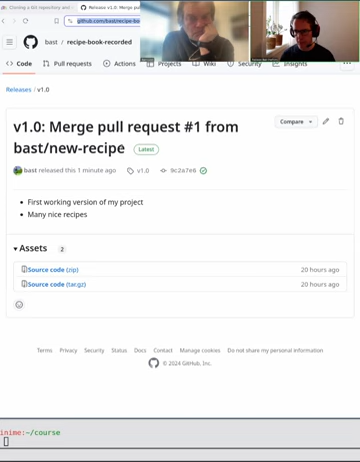 Cloning a Git repository and
Release v1.0: Merge pul
github.com/bast/recipe-bo
bast / recipe-book-recorded
Code
Pull requests
Actions
Projects
Wiki
Security
Insights
Releases / v1.0
v1.0: Merge pull request #1 from
bast/new-recipe
Latest
Compare
bast released this 1 minute ago
v1.0
9c2a7e6
First working version of my project
Many nice recipes
Assets 2
Source code (zip)
20 hours ago
Source code (tar.gz)
20 hours ago
Terms Privacy Security Status Docs Contact Manage cookies Do not share my personal information
© 2024 GitHub, Inc.
inime:~/course